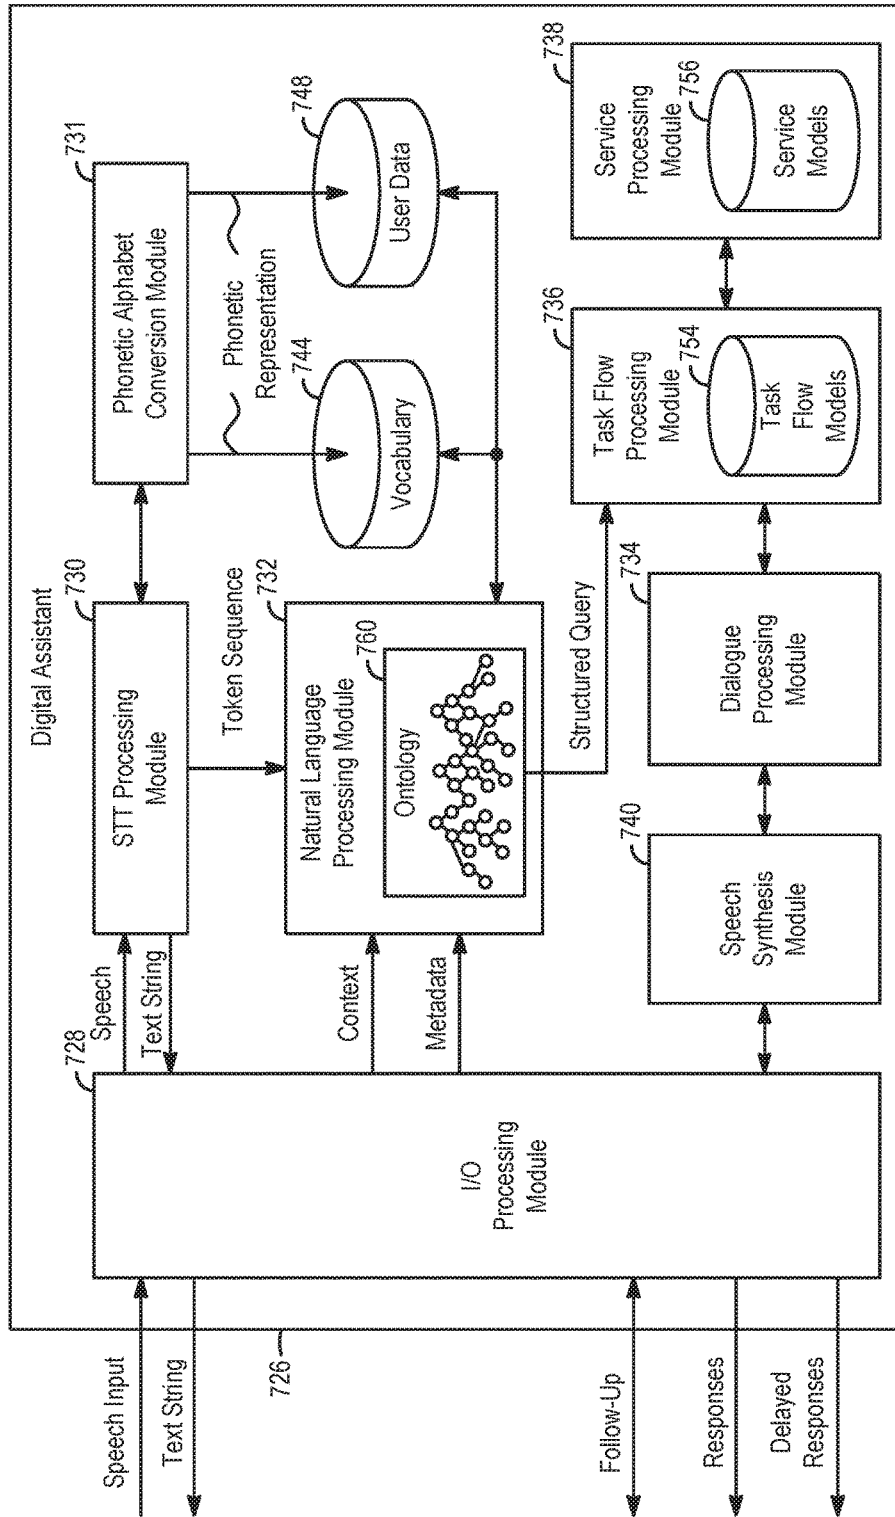 Digital Assistant
726
Speech Input
Text String
Follow-Up
Responses
Delayed
Responses
728
I/O
Processing
Module
Speech
Text String
Context
Metadata
730
STT Processing
Module
731
Phonetic Alphabet
Conversion Module
Phonetic
Representation
Token Sequence
732
Natural Language
Processing Module
760
Ontology
744
Vocabulary
748
User Data
Structured Query
740
Speech
Synthesis
Module
734
Dialogue
Processing
Module
736
Task Flow
Processing
Module
754
Task
Flow
Models
738
Service
Processing
Module
756
Service
Models